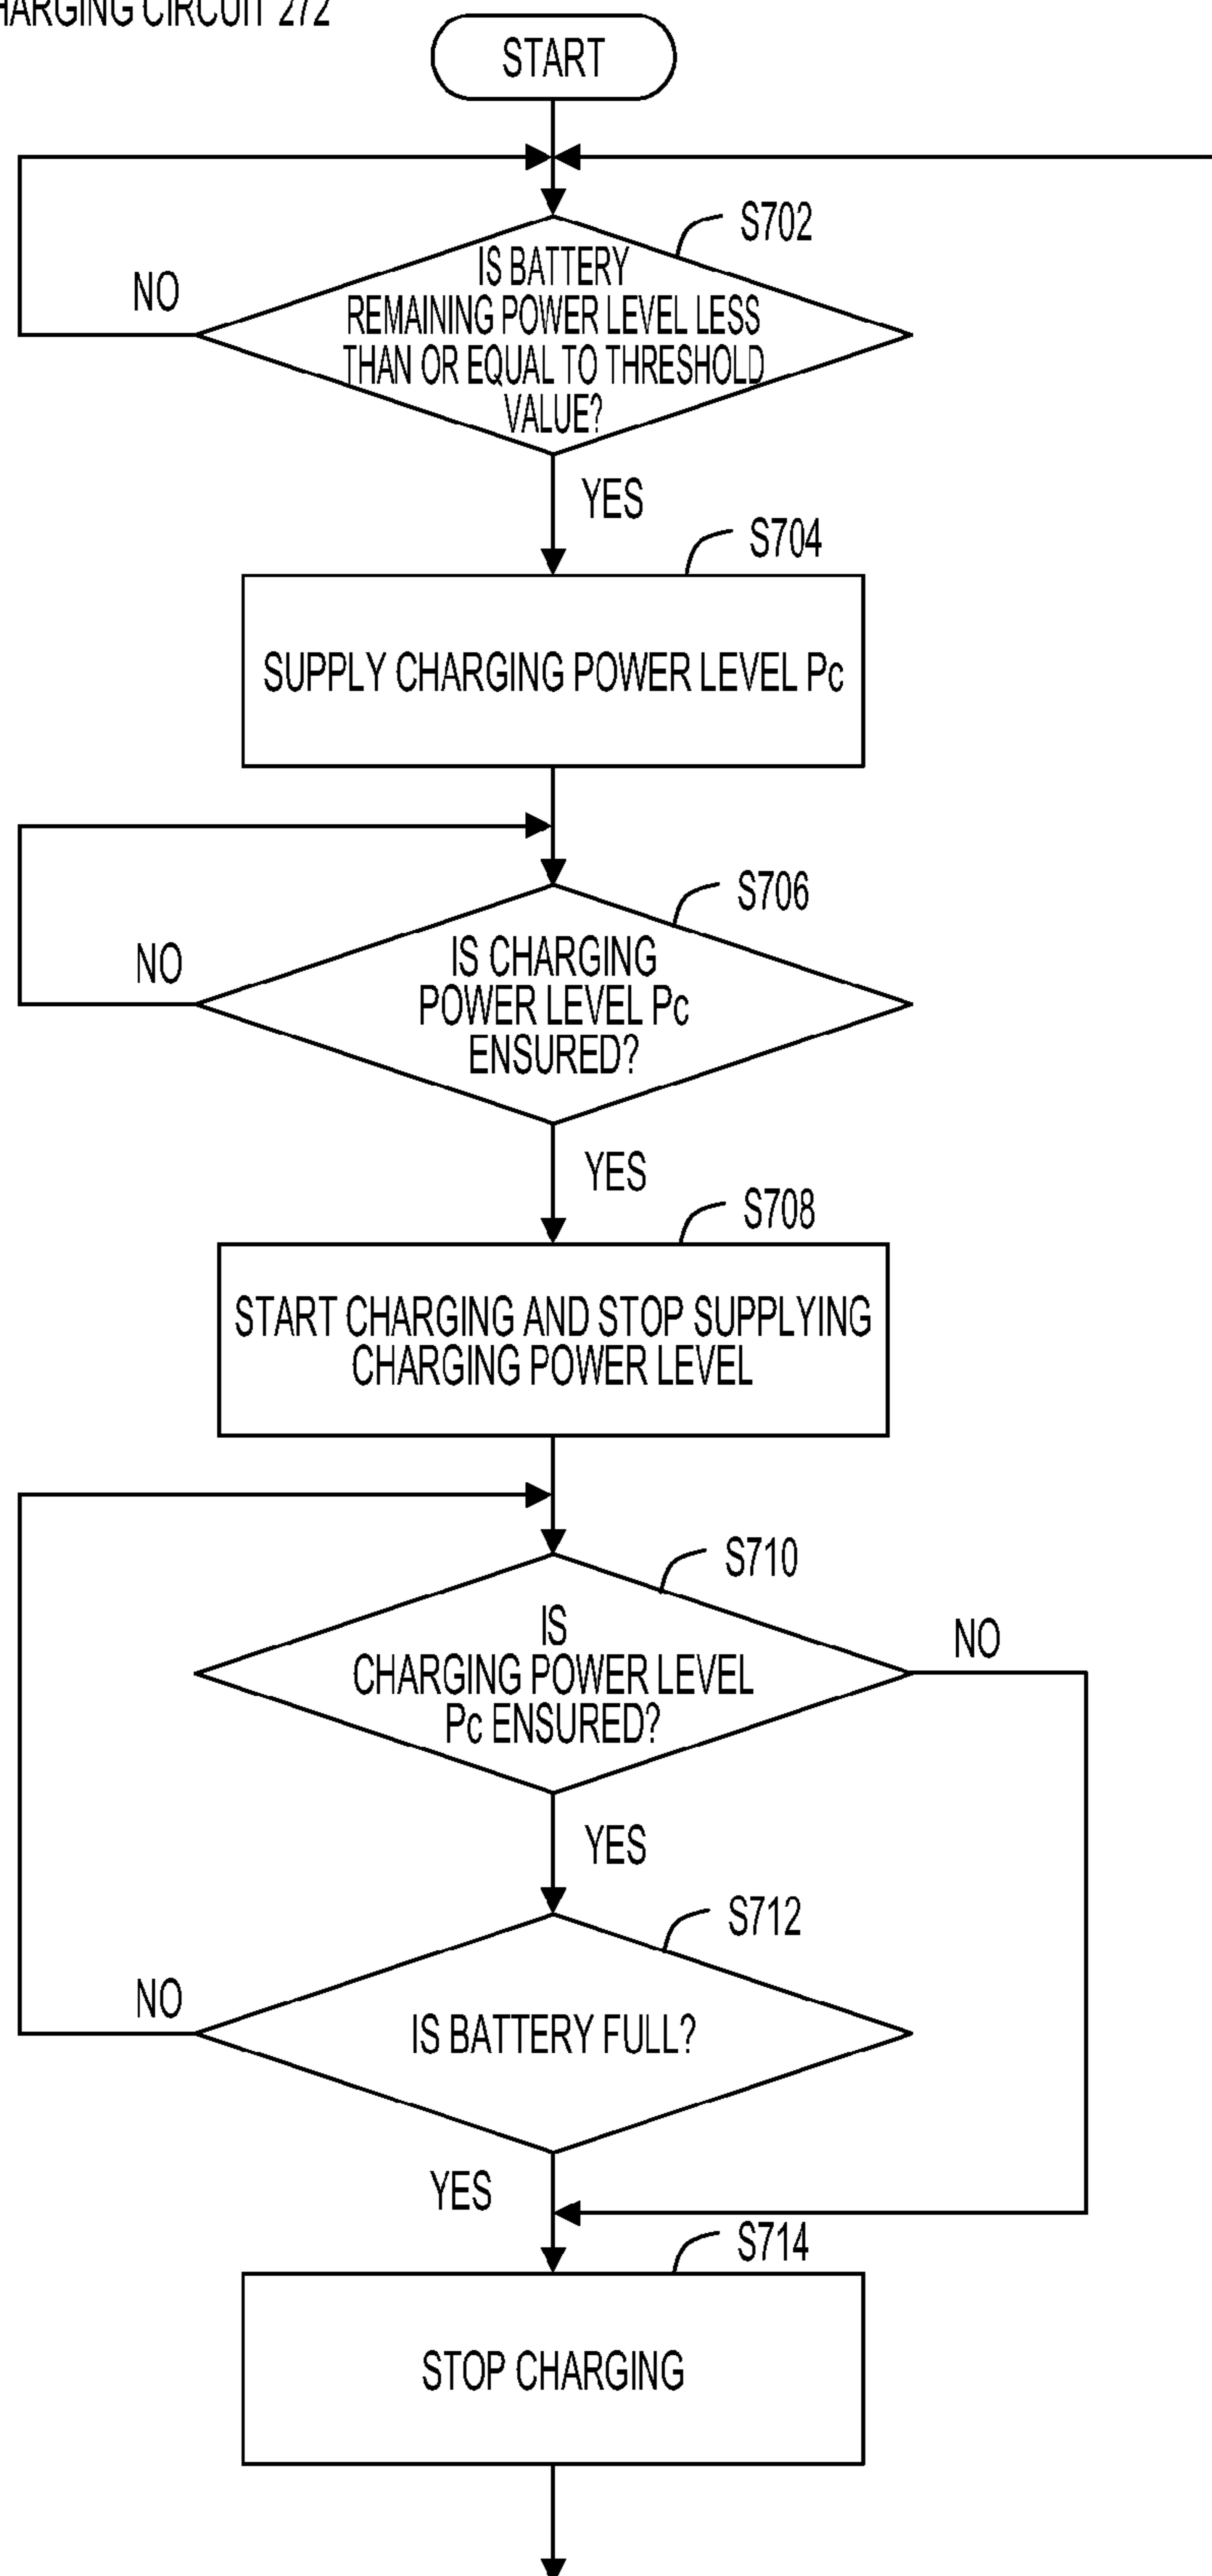 CHARGING CIRCUIT 272
START
S702
IS BATTERY
REMAINING POWER LEVEL LESS
THAN OR EQUAL TO THRESHOLD
VALUE?
NO
YES
S704
SUPPLY CHARGING POWER LEVEL Pc
S706
IS CHARGING
POWER LEVEL Pc
ENSURED?
NO
YES
S708
START CHARGING AND STOP SUPPLYING
CHARGING POWER LEVEL
S710
IS
CHARGING POWER LEVEL
Pc ENSURED?
NO
YES
S712
IS BATTERY FULL?
NO
YES
S714
STOP CHARGING